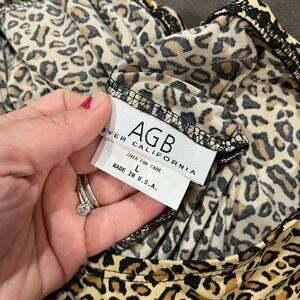 AGB
BYER CALIFORNIA
OVER FOR CARE
L
MADE IN U.S.A.